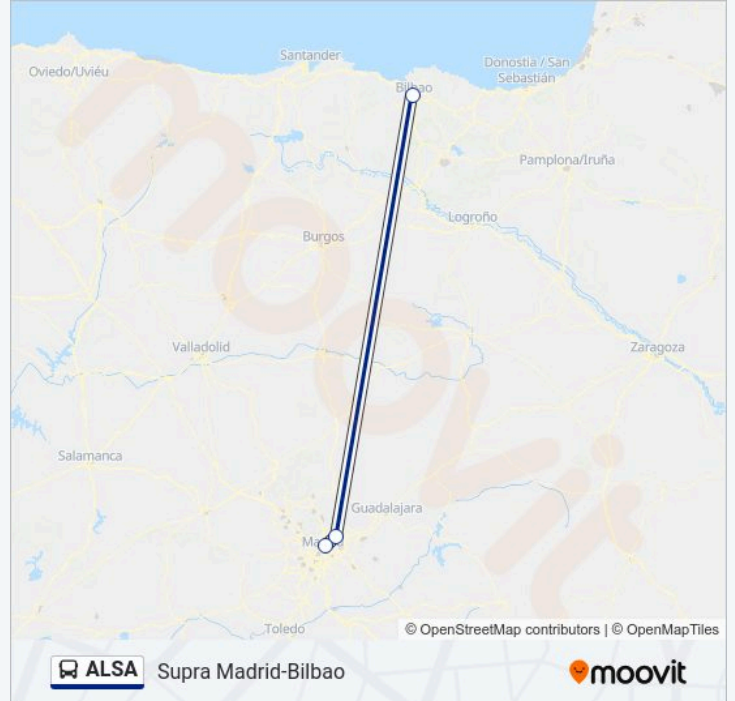 Santander
Oviedo/Uviéu
Donostia / San
Sebastián
Bilbao
Pamplona/Iruña
Logroño
Burgos
Valladolid
Zaragoza
Salamanca
Guadalajara
Toledo
© OpenStreetMap contributors | © OpenMapTiles
ALSA Supra Madrid-Bilbao
moovit
moovit